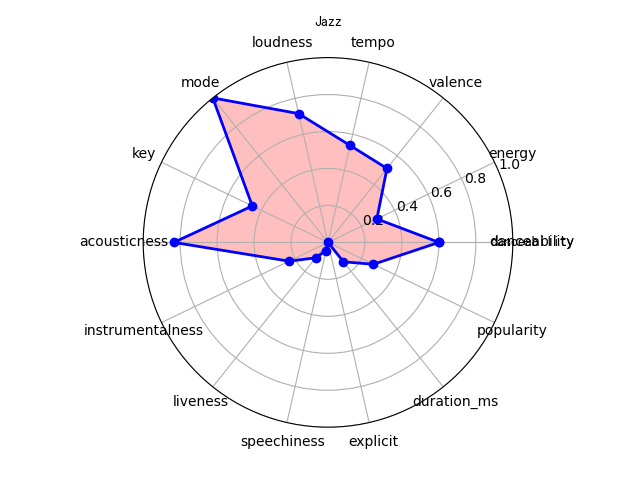 Jazz
loudness
tempo
mode
valence
key
energy
1.0
0.8
0.6
0.4
0.2
acousticness
danceability
instrumentalness
popularity
liveness
duration_ms
speechiness
explicit